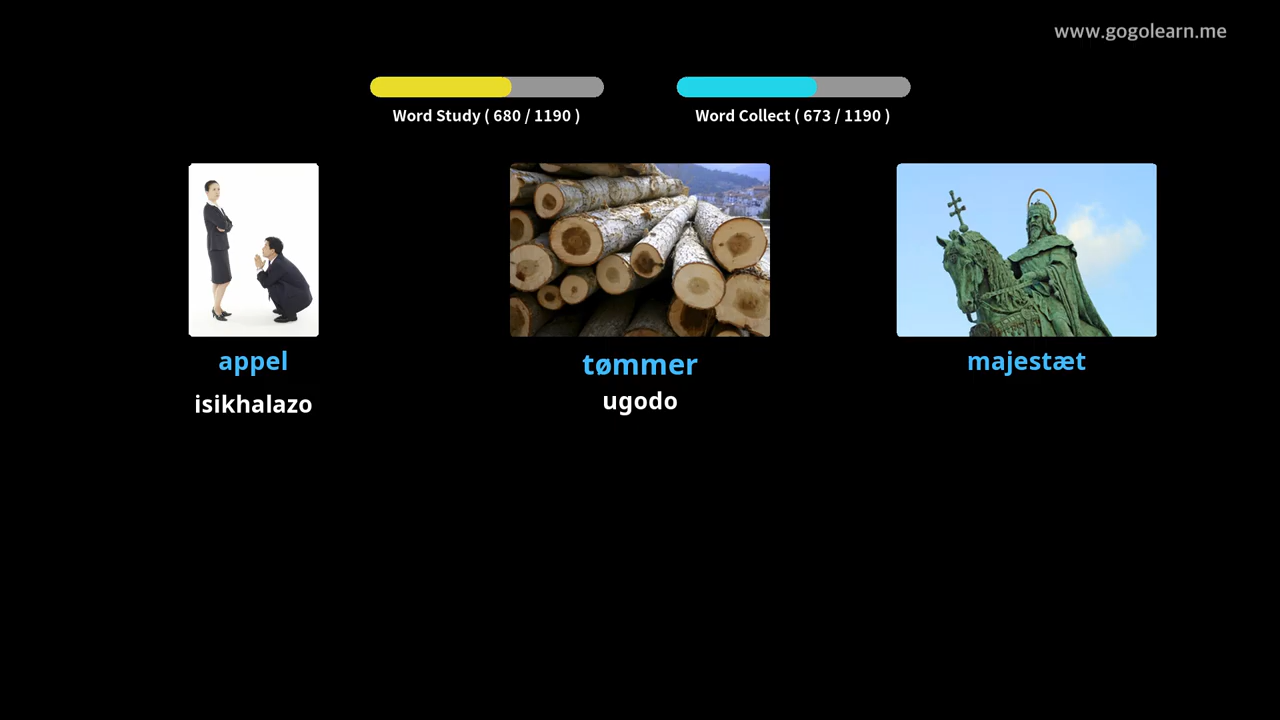 www.gogolearn.me
Word Study ( 680 / 1190 )
Word Collect ( 673 / 1190 )
appel
tømmer
majestæt
isikhalazo
ugodo